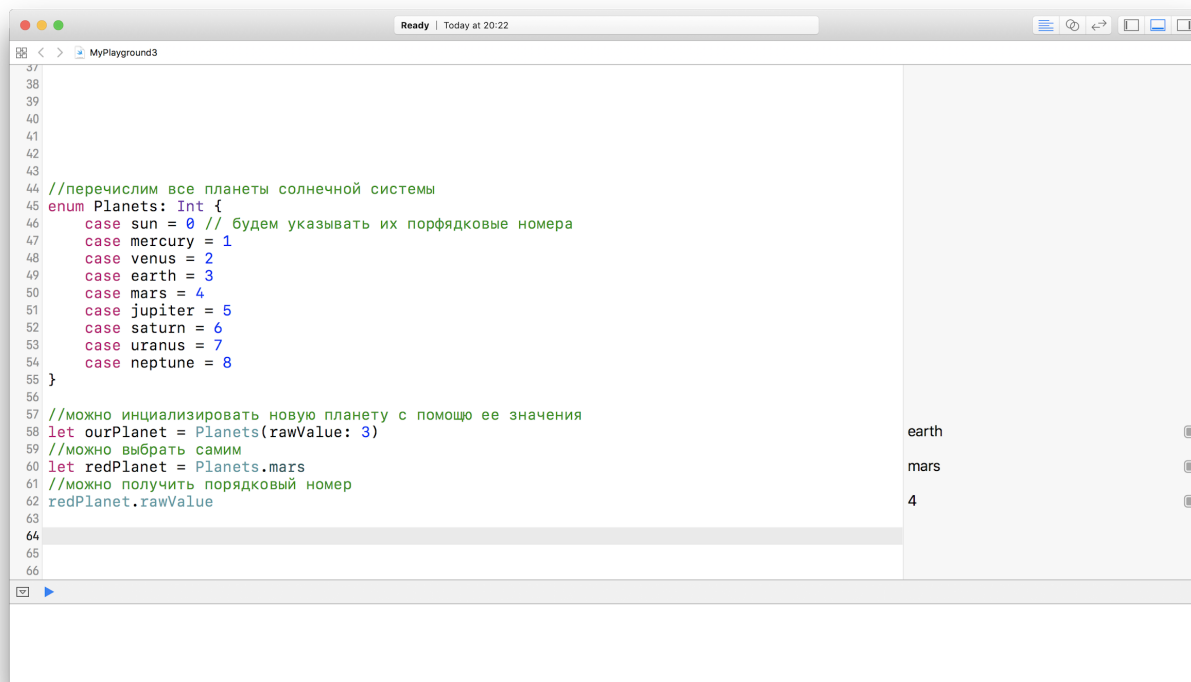 Ready | Today at 20:22
MyPlayground3
37
38
39
40
41
42
43
44 //перечислим все планеты солнечной системы
45 enum Planets: Int {
46 case sun = 0 // будем указывать их порфядковые номера
47 case mercury = 1
48 case venus = 2
49 case earth = 3
50 case mars = 4
51 case jupiter = 5
52 case saturn = 6
53 case uranus = 7
54 case neptune = 8
55 }
56
57 //можно инциализировать новую планету с помощю ее значения
58 let ourPlanet = Planets(rawValue: 3) earth
59 //можно выбрать самим
60 let redPlanet = Planets.mars mars
61 //можно получить порядковый номер
62 redPlanet.rawValue 4
63
64
65
66